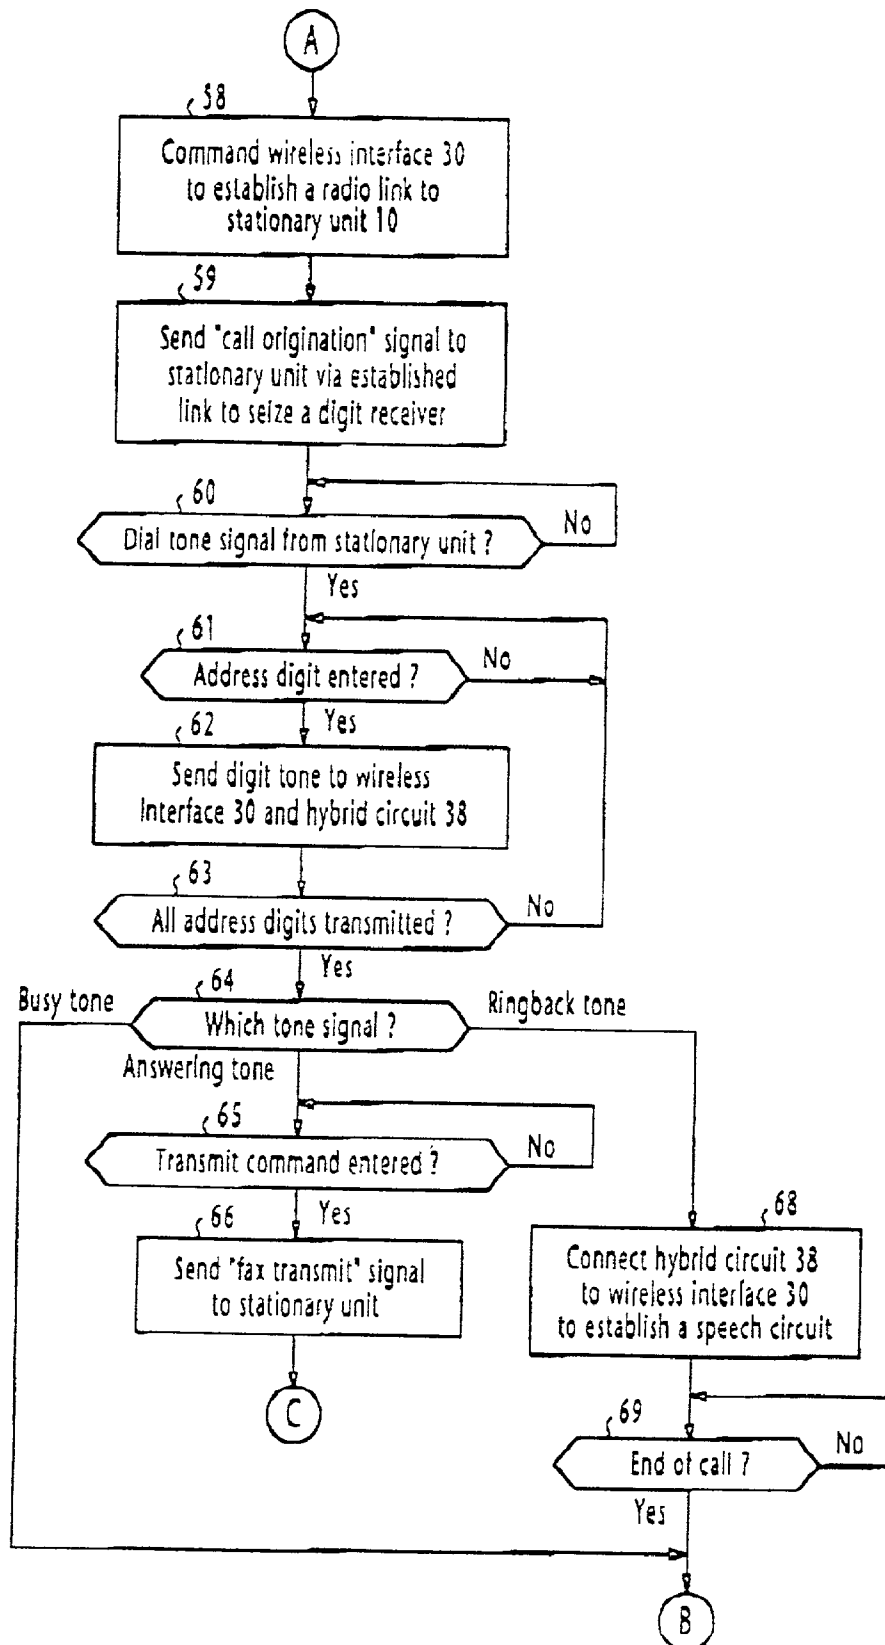 A
58
Command wireless interface 30
to establish a radio link to
stationary unit 10
59
Send "call origination" signal to
stationary unit via established
link to seize a digit receiver
60
Dial tone signal from stationary unit ?
No
Yes
61
Address digit entered ?
No
Yes
62
Send digit tone to wireless
Interface 30 and hybrid circuit 38
63
All address digits transmitted ?
No
Yes
64
Busy tone
Which tone signal ?
Ringback tone
Answering tone
65
Transmit command entered ?
No
Yes
66
Send "fax transmit" signal
to stationary unit
C
68
Connect hybrid circuit 38
to wireless interface 30
to establish a speech circuit
69
End of call ?
No
Yes
B